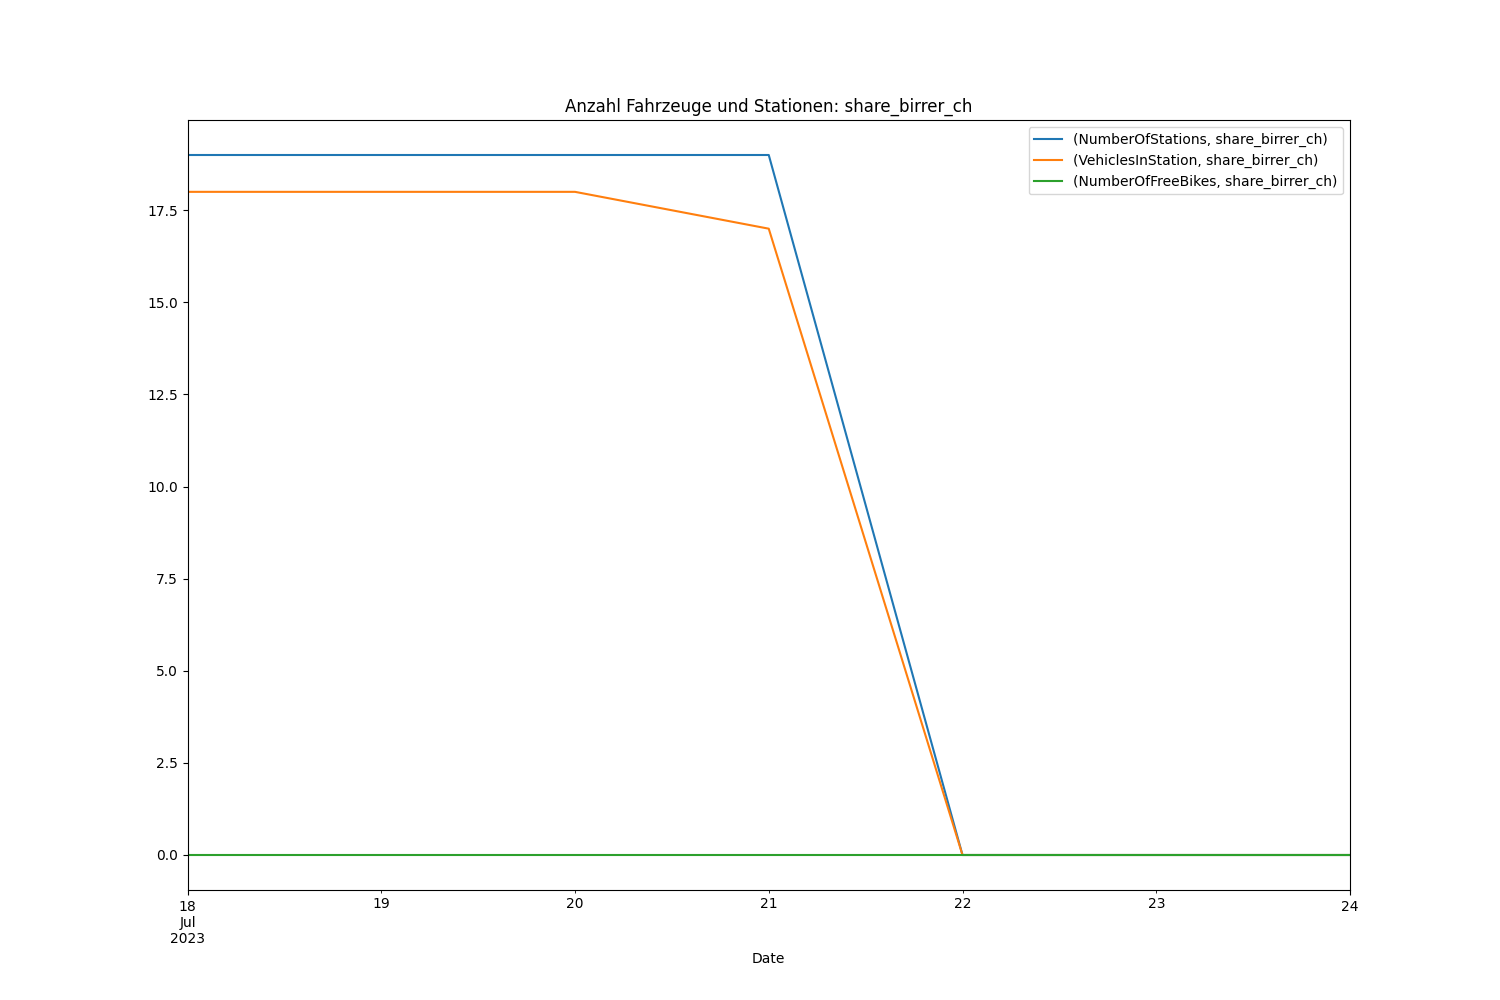 Anzahl Fahrzeuge und Stationen: share_birrer_ch
(NumberOfStations, share_birrer_ch)
(VehiclesInStation, share_birrer_ch)
(NumberOfFreeBikes, share_birrer_ch)
17.5
15.0
12.5
10.0
7.5
5.0
2.5
0.0
18 19 20 21 22 23 24
Jul
2023
Date